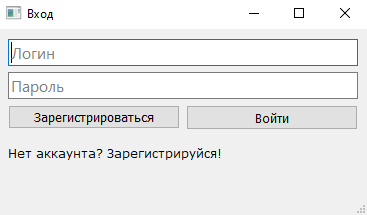 Вход
Логин
Пароль
Зарегистрироваться Войти
Нет аккаунта? Зарегистрируйся!